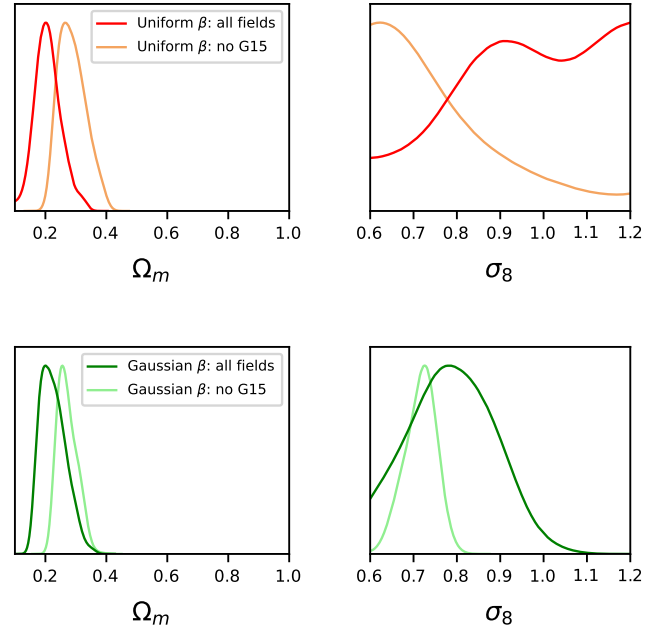 Uniform β: all fields
Uniform β: no G15
0.2 0.4 0.6 0.8 1.0
0.6 0.7 0.8 0.9 1.0 1.1 1.2
Ωm
σ8
Gaussian β: all fields
Gaussian β: no G15
0.2 0.4 0.6 0.8 1.0
0.6 0.7 0.8 0.9 1.0 1.1 1.2
Ωm
σ8